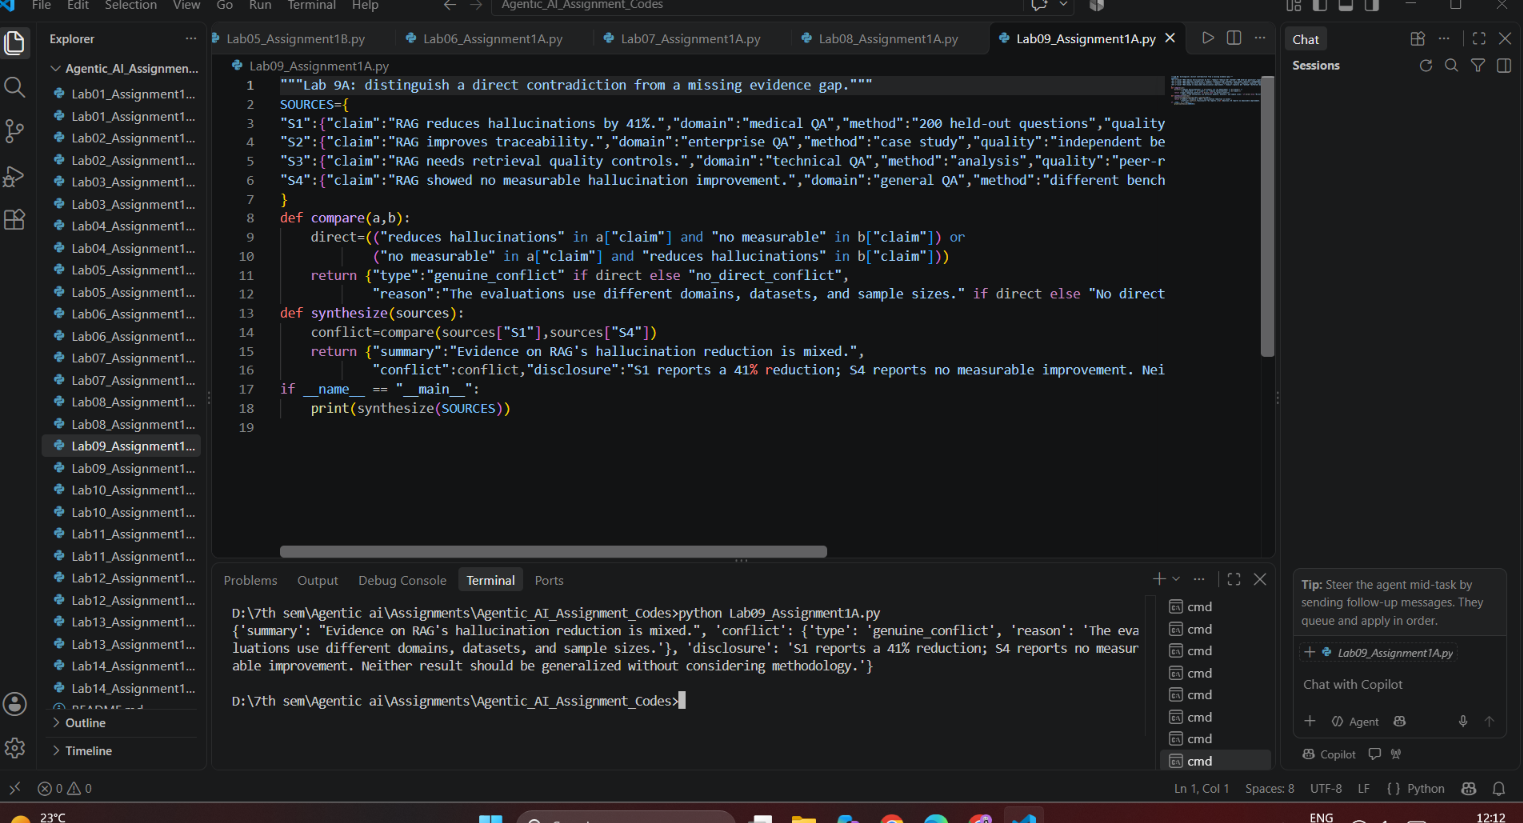 File Edit Selection View Go Run Terminal Help
Agentic_AI_Assignment_Codes
Explorer
Agentic_AI_Assignmen...
Lab01_Assignment1...
Lab01_Assignment1...
Lab02_Assignment1...
Lab02_Assignment1...
Lab03_Assignment1...
Lab03_Assignment1...
Lab04_Assignment1...
Lab04_Assignment1...
Lab05_Assignment1...
Lab05_Assignment1...
Lab06_Assignment1...
Lab06_Assignment1...
Lab07_Assignment1...
Lab07_Assignment1...
Lab08_Assignment1...
Lab08_Assignment1...
Lab09_Assignment1...
Lab09_Assignment1...
Lab10_Assignment1...
Lab10_Assignment1...
Lab11_Assignment1...
Lab11_Assignment1...
Lab12_Assignment1...
Lab12_Assignment1...
Lab13_Assignment1...
Lab13_Assignment1...
Lab14_Assignment1...
Lab14_Assignment1...
README.md
Outline
Timeline
Lab05_Assignment1B.py Lab06_Assignment1A.py Lab07_Assignment1A.py Lab08_Assignment1A.py Lab09_Assignment1A.py
Lab09_Assignment1A.py
1 """Lab 9A: distinguish a direct contradiction from a missing evidence gap."""
2 SOURCES={
3 "S1":{"claim":"RAG reduces hallucinations by 41%.","domain":"medical QA","method":"200 held-out questions","quality
4 "S2":{"claim":"RAG improves traceability.","domain":"enterprise QA","method":"case study","quality":"independent be
5 "S3":{"claim":"RAG needs retrieval quality controls.","domain":"technical QA","method":"analysis","quality":"peer-r
6 "S4":{"claim":"RAG showed no measurable hallucination improvement.","domain":"general QA","method":"different bench
7 }
8 def compare(a,b):
9 direct=(("reduces hallucinations" in a["claim"] and "no measurable" in b["claim"]) or
10 ("no measurable" in a["claim"] and "reduces hallucinations" in b["claim"]))
11 return {"type":"genuine_conflict" if direct else "no_direct_conflict",
12 "reason":"The evaluations use different domains, datasets, and sample sizes." if direct else "No direct
13 def synthesize(sources):
14 conflict=compare(sources["S1"],sources["S4"])
15 return {"summary":"Evidence on RAG's hallucination reduction is mixed.",
16 "conflict":conflict,"disclosure":"S1 reports a 41% reduction; S4 reports no measurable improvement. Nei
17 if __name__ == "__main__":
18 print(synthesize(SOURCES))
19
Problems Output Debug Console Terminal Ports
D:\7th sem\Agentic ai\Assignments\Agentic_AI_Assignment_Codes>python Lab09_Assignment1A.py
{'summary': "Evidence on RAG's hallucination reduction is mixed.", 'conflict': {'type': 'genuine_conflict', 'reason': 'The eva
luations use different domains, datasets, and sample sizes.'}, 'disclosure': 'S1 reports a 41% reduction; S4 reports no measur
able improvement. Neither result should be generalized without considering methodology.'}
D:\7th sem\Agentic ai\Assignments\Agentic_AI_Assignment_Codes>
cmd
cmd
cmd
cmd
cmd
cmd
cmd
cmd
Chat
Sessions
Tip: Steer the agent mid-task by
sending follow-up messages. They
queue and apply in order.
Lab09_Assignment1A.py
Chat with Copilot
Agent
Copilot
0 0
Ln 1, Col 1 Spaces: 8 UTF-8 LF { } Python
23°C
ENG
12:12